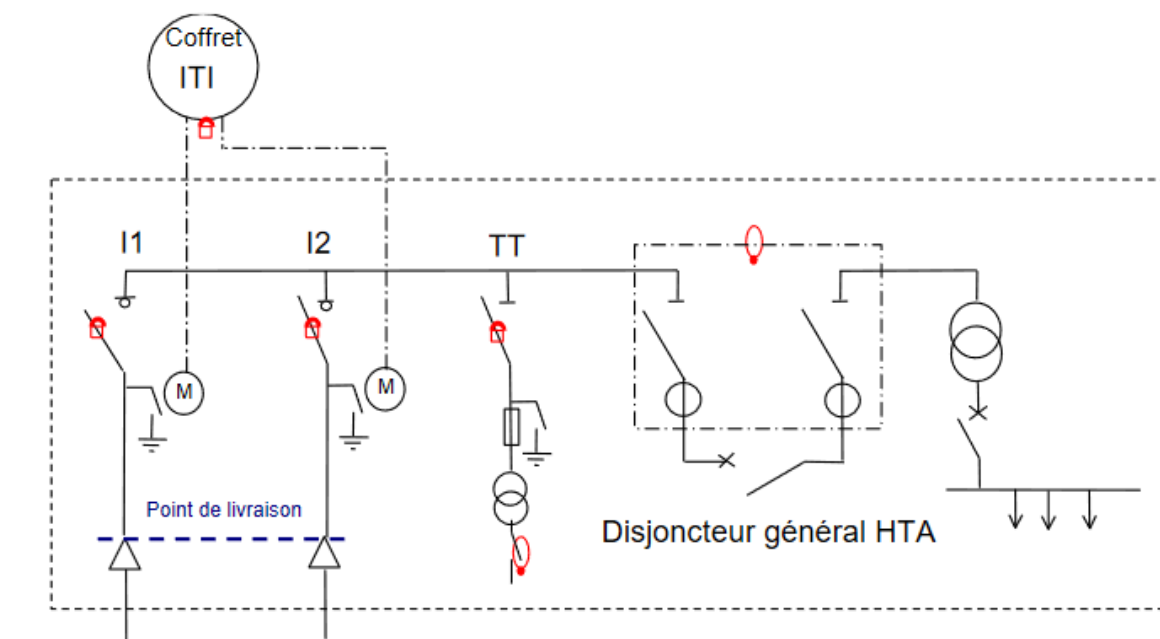 Coffret
ITI
I1
I2
TT
M
M
Point de livraison
Disjoncteur général HTA